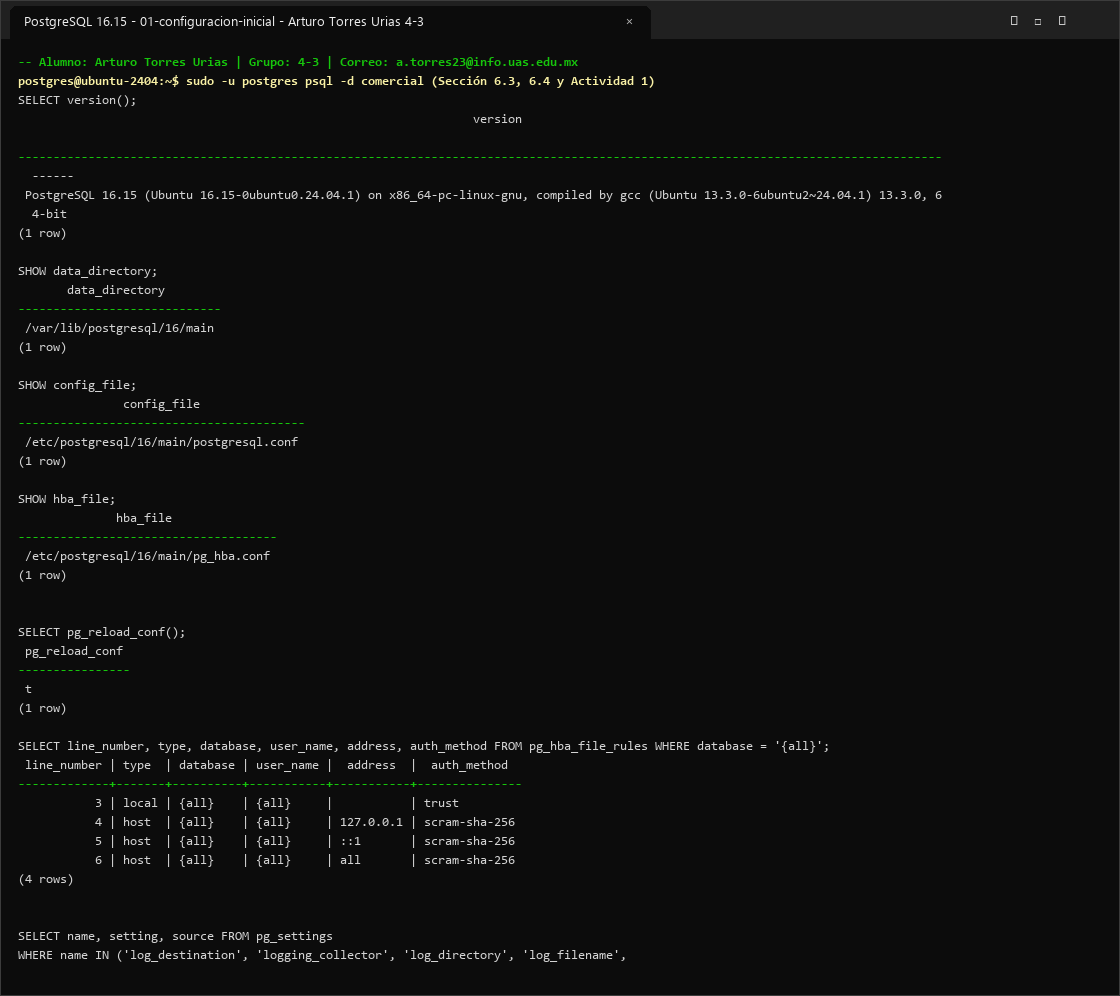 PostgreSQL 16.15 - 01-configuracion-inicial - Arturo Torres Urias 4-3 ×
-- Alumno: Arturo Torres Urias | Grupo: 4-3 | Correo: a.torres23@info.uas.edu.mx
postgres@ubuntu-2404:~$ sudo -u postgres psql -d comercial (Sección 6.3, 6.4 y Actividad 1)
SELECT version();
version
------------------------------------------------------------------------------------------------------------------------------------
------
PostgreSQL 16.15 (Ubuntu 16.15-0ubuntu0.24.04.1) on x86_64-pc-linux-gnu, compiled by gcc (Ubuntu 13.3.0-6ubuntu2~24.04.1) 13.3.0, 6
4-bit
(1 row)
SHOW data_directory;
data_directory
-----------------------------
/var/lib/postgresql/16/main
(1 row)
SHOW config_file;
config_file
-----------------------------------------
/etc/postgresql/16/main/postgresql.conf
(1 row)
SHOW hba_file;
hba_file
-------------------------------------
/etc/postgresql/16/main/pg_hba.conf
(1 row)
SELECT pg_reload_conf();
pg_reload_conf
----------------
t
(1 row)
SELECT line_number, type, database, user_name, address, auth_method FROM pg_hba_file_rules WHERE database = '{all}';
line_number | type  | database | user_name |  address  |  auth_method
-------------+-------+----------+-----------+-----------+---------------
3 | local | {all}    | {all}     |           | trust
4 | host  | {all}    | {all}     | 127.0.0.1 | scram-sha-256
5 | host  | {all}    | {all}     | ::1       | scram-sha-256
6 | host  | {all}    | {all}     | all       | scram-sha-256
(4 rows)
SELECT name, setting, source FROM pg_settings
WHERE name IN ('log_destination', 'logging_collector', 'log_directory', 'log_filename',